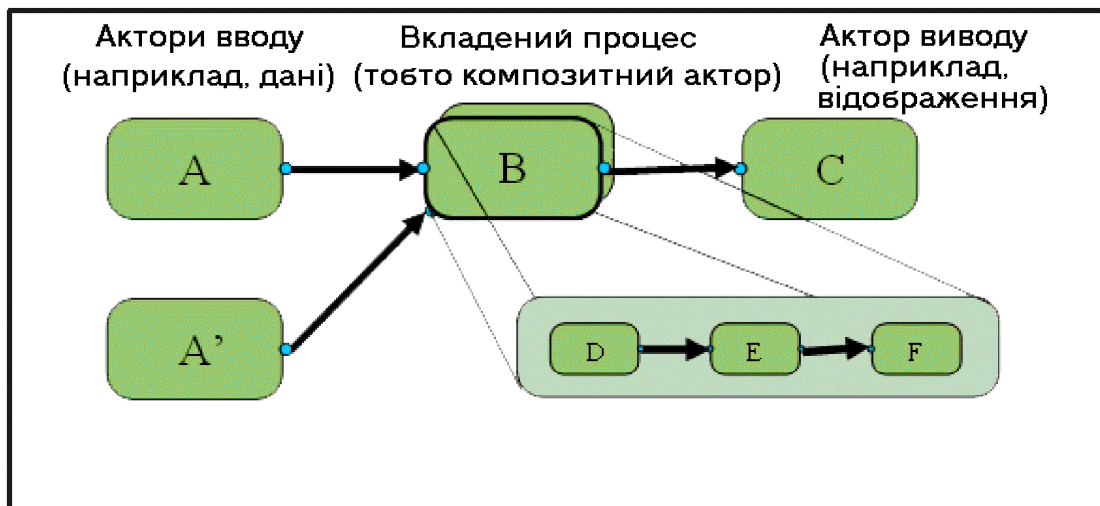 Актори вводу
(наприклад, дані)
Вкладений процес
(тобто композитний актор)
Актор виводу
(наприклад,
відображення)
A
B
C
A’
D
E
F